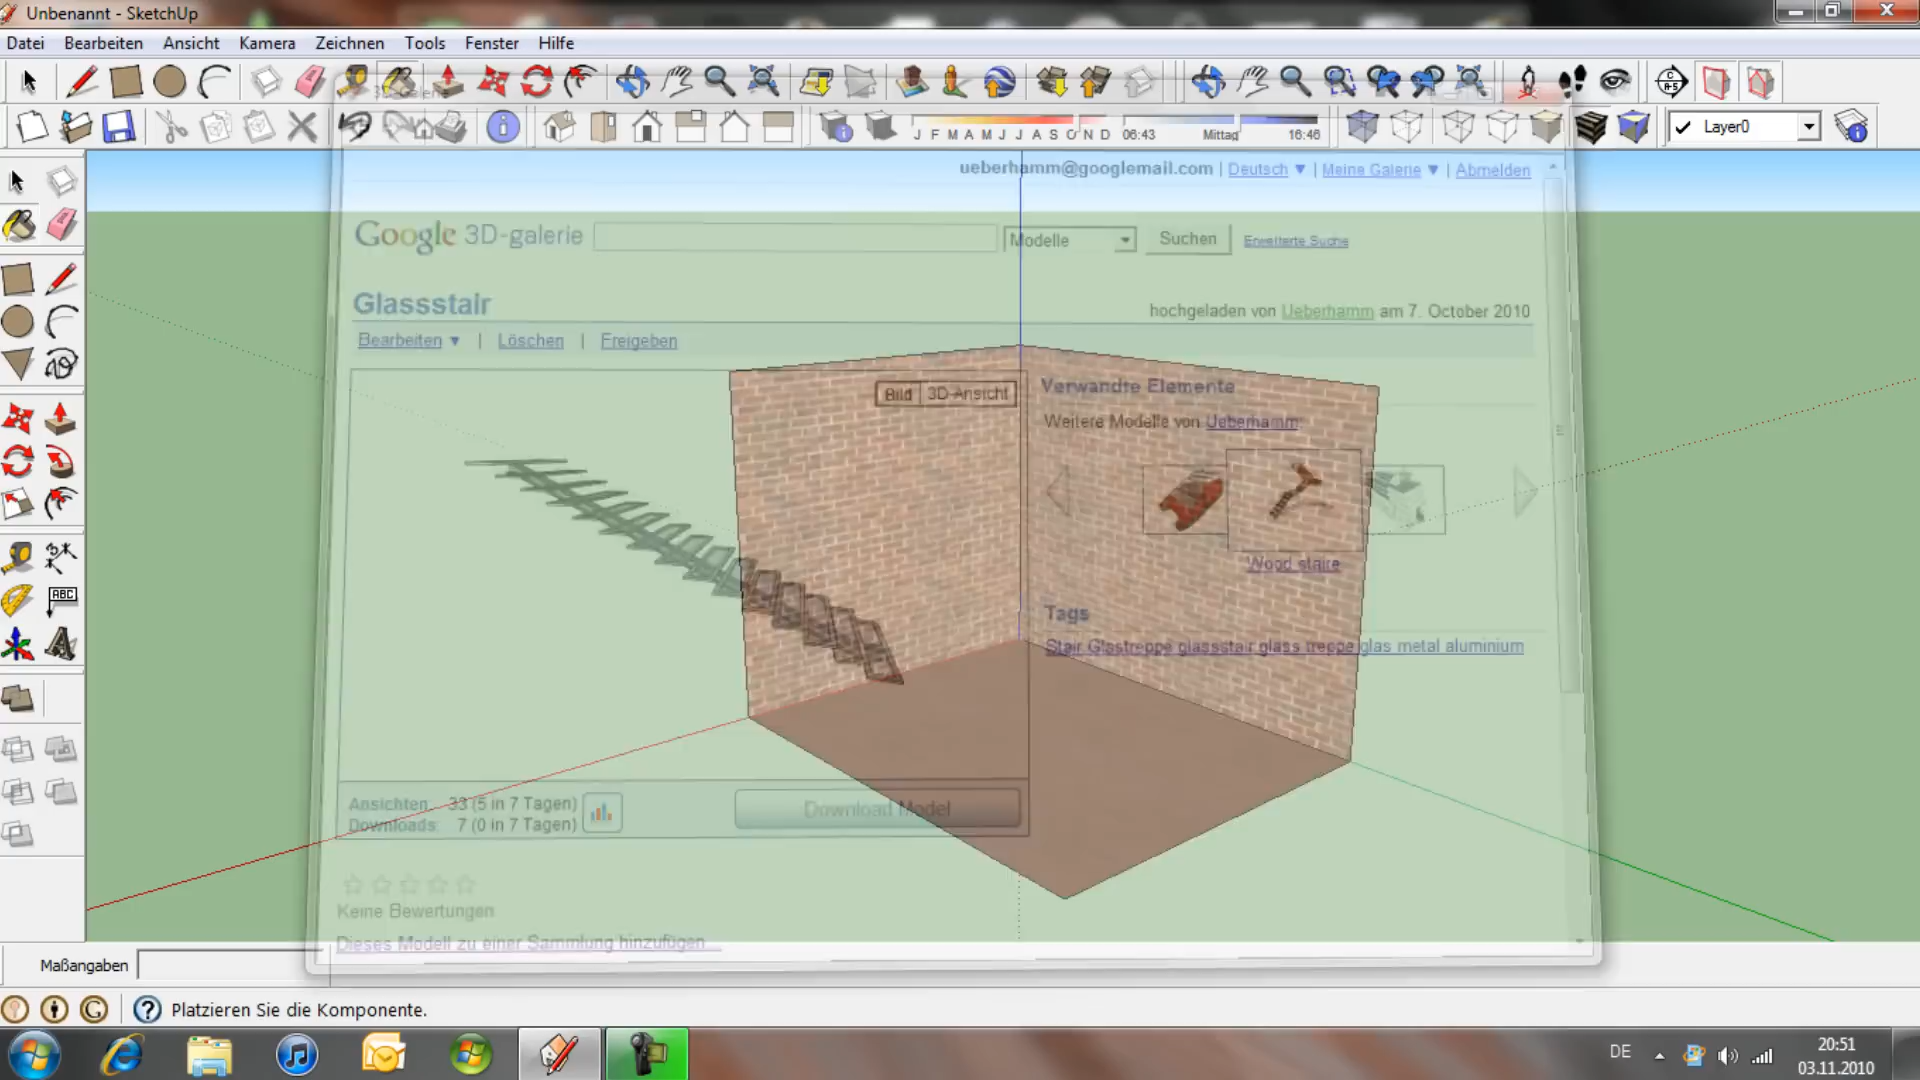 Unbenannt - SketchUp
Datei Bearbeiten Ansicht Kamera Zeichnen Tools Fenster Hilfe
J F M A M J J A S O N D 06:43 Mittag 16:46
Layer0
ueberhamm@googlemail.com | Deutsch ▼ | Meine Galerie ▼ | Abmelden
Google 3D-galerie Modelle Suchen Erweiterte Suche
Glassstair
hochgeladen von Ueberhamm am 7. October 2010
Bearbeiten ▼ | Löschen | Freigeben
Bild 3D-Ansicht
Verwandte Elemente
Weitere Modelle von Ueberhamm:
Wood staire
Tags
Stair Glastreppe glassstair glass treppe glas metal aluminium
ABC
Ansichten: 33 (5 in 7 Tagen)
Downloads: 7 (0 in 7 Tagen)
Download Model
Keine Bewertungen
Dieses Modell zu einer Sammlung hinzufügen
Maßangaben
Platzieren Sie die Komponente.
DE
20:51
03.11.2010